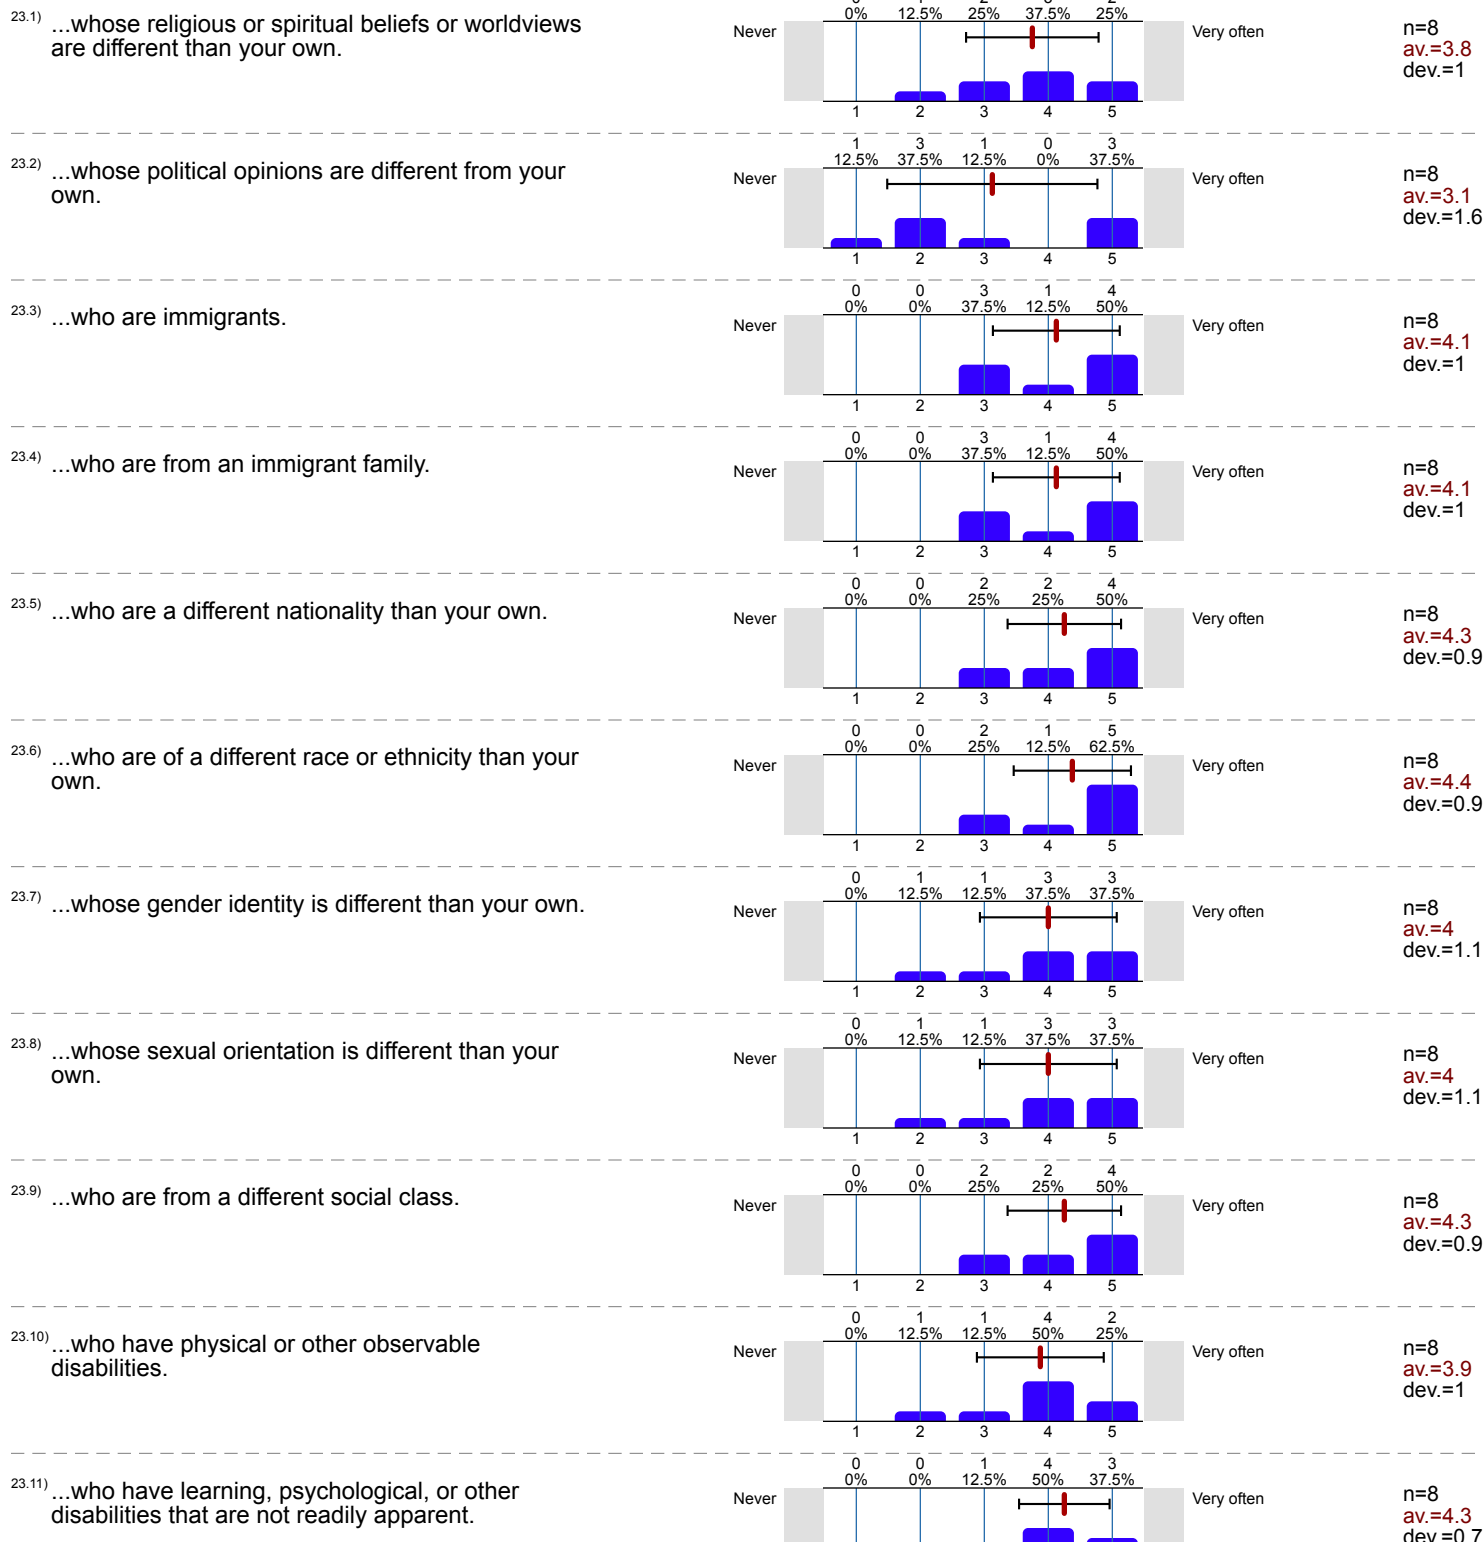 0 1 2 3 2
0% 12.5% 25% 37.5% 25%
23.1) ...whose religious or spiritual beliefs or worldviews
are different than your own.
Never Very often
n=8
av.=3.8
dev.=1
1 2 3 4 5
1 3 1 0 3
12.5% 37.5% 12.5% 0% 37.5%
23.2) ...whose political opinions are different from your
own.
Never Very often
n=8
av.=3.1
dev.=1.6
1 2 3 4 5
0 0 3 1 4
0% 0% 37.5% 12.5% 50%
23.3) ...who are immigrants.
Never Very often
n=8
av.=4.1
dev.=1
1 2 3 4 5
0 0 3 1 4
0% 0% 37.5% 12.5% 50%
23.4) ...who are from an immigrant family.
Never Very often
n=8
av.=4.1
dev.=1
1 2 3 4 5
0 0 2 2 4
0% 0% 25% 25% 50%
23.5) ...who are a different nationality than your own.
Never Very often
n=8
av.=4.3
dev.=0.9
1 2 3 4 5
0 0 2 1 5
0% 0% 25% 12.5% 62.5%
23.6) ...who are of a different race or ethnicity than your
own.
Never Very often
n=8
av.=4.4
dev.=0.9
1 2 3 4 5
0 1 1 3 3
0% 12.5% 12.5% 37.5% 37.5%
23.7) ...whose gender identity is different than your own.
Never Very often
n=8
av.=4
dev.=1.1
1 2 3 4 5
0 1 1 3 3
0% 12.5% 12.5% 37.5% 37.5%
23.8) ...whose sexual orientation is different than your
own.
Never Very often
n=8
av.=4
dev.=1.1
1 2 3 4 5
0 0 2 2 4
0% 0% 25% 25% 50%
23.9) ...who are from a different social class.
Never Very often
n=8
av.=4.3
dev.=0.9
1 2 3 4 5
0 1 1 4 2
0% 12.5% 12.5% 50% 25%
23.10) ...who have physical or other observable
disabilities.
Never Very often
n=8
av.=3.9
dev.=1
1 2 3 4 5
0 0 1 4 3
0% 0% 12.5% 50% 37.5%
23.11) ...who have learning, psychological, or other
disabilities that are not readily apparent.
Never Very often
n=8
av.=4.3
dev.=0.7